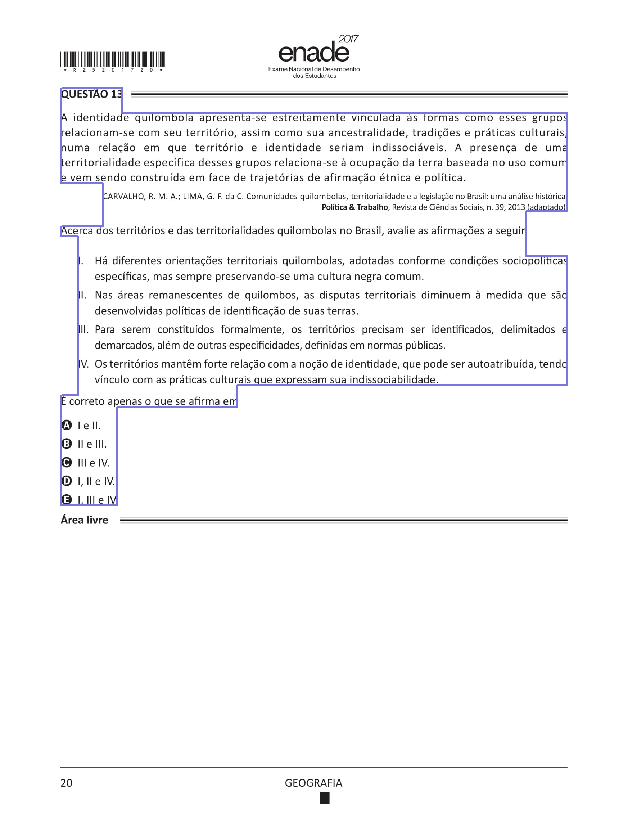 *R2520172D*
enade 2017
Exame Nacional de Desempenho
dos Estudantes
QUESTÃO 13
A identidade quilombola apresenta-se estreitamente vinculada às formas como esses grupos
relacionam-se com seu território, assim como sua ancestralidade, tradições e práticas culturais,
numa relação em que território e identidade seriam indissociáveis. A presença de uma
territorialidade específica desses grupos relaciona-se à ocupação da terra baseada no uso comum
e vem sendo construída em face de trajetórias de afirmação étnica e política.
CARVALHO, R. M. A.; LIMA, G. F. da C. Comunidades quilombolas, territorialidade e a legislação no Brasil: uma análise histórica.
Política & Trabalho, Revista de Ciências Sociais, n. 39, 2013 (adaptado).
Acerca dos territórios e das territorialidades quilombolas no Brasil, avalie as afirmações a seguir.
I. Há diferentes orientações territoriais quilombolas, adotadas conforme condições sociopolíticas
específicas, mas sempre preservando-se uma cultura negra comum.
II. Nas áreas remanescentes de quilombos, as disputas territoriais diminuem à medida que são
desenvolvidas políticas de identificação de suas terras.
III. Para serem constituídos formalmente, os territórios precisam ser identificados, delimitados e
demarcados, além de outras especificidades, definidas em normas públicas.
IV. Os territórios mantêm forte relação com a noção de identidade, que pode ser autoatribuída, tendo
vínculo com as práticas culturais que expressam sua indissociabilidade.
É correto apenas o que se afirma em
A I e II.
B II e III.
C III e IV.
D I, II e IV.
E I, III e IV.
Área livre
20
GEOGRAFIA